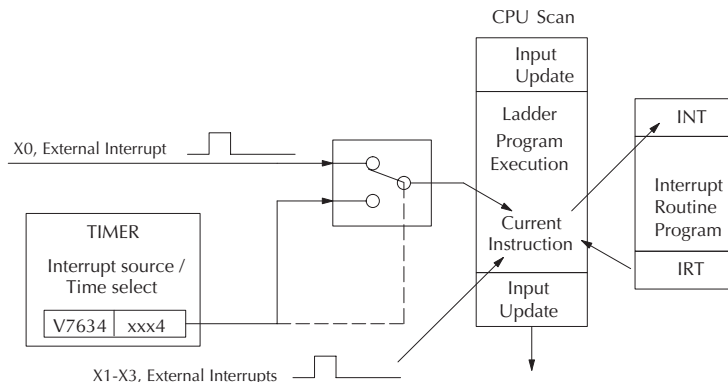 CPU Scan
Input
Update
Ladder
Program
Execution
Current
Instruction
Input
Update
INT
Interrupt
Routine
Program
IRT
X0, External Interrupt
TIMER
Interrupt source /
Time select
V7634 xxx4
X1-X3, External Interrupts